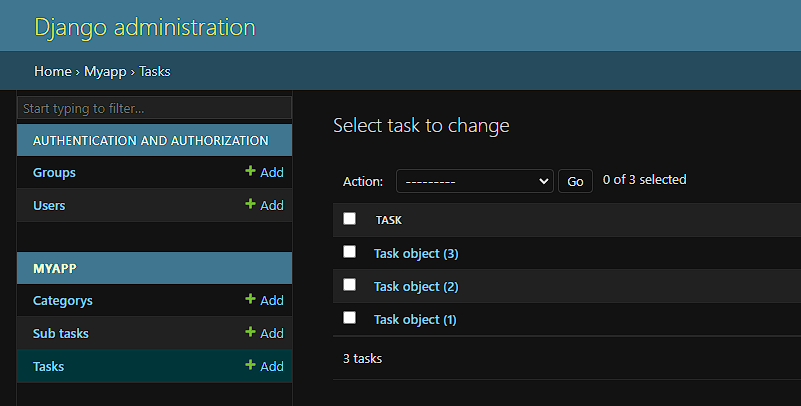 Django administration
Home › Myapp › Tasks
Start typing to filter...
AUTHENTICATION AND AUTHORIZATION
Groups + Add
Users + Add
MYAPP
Categorys + Add
Sub tasks + Add
Tasks + Add
Select task to change
Action: --------- Go 0 of 3 selected
TASK
Task object (3)
Task object (2)
Task object (1)
3 tasks